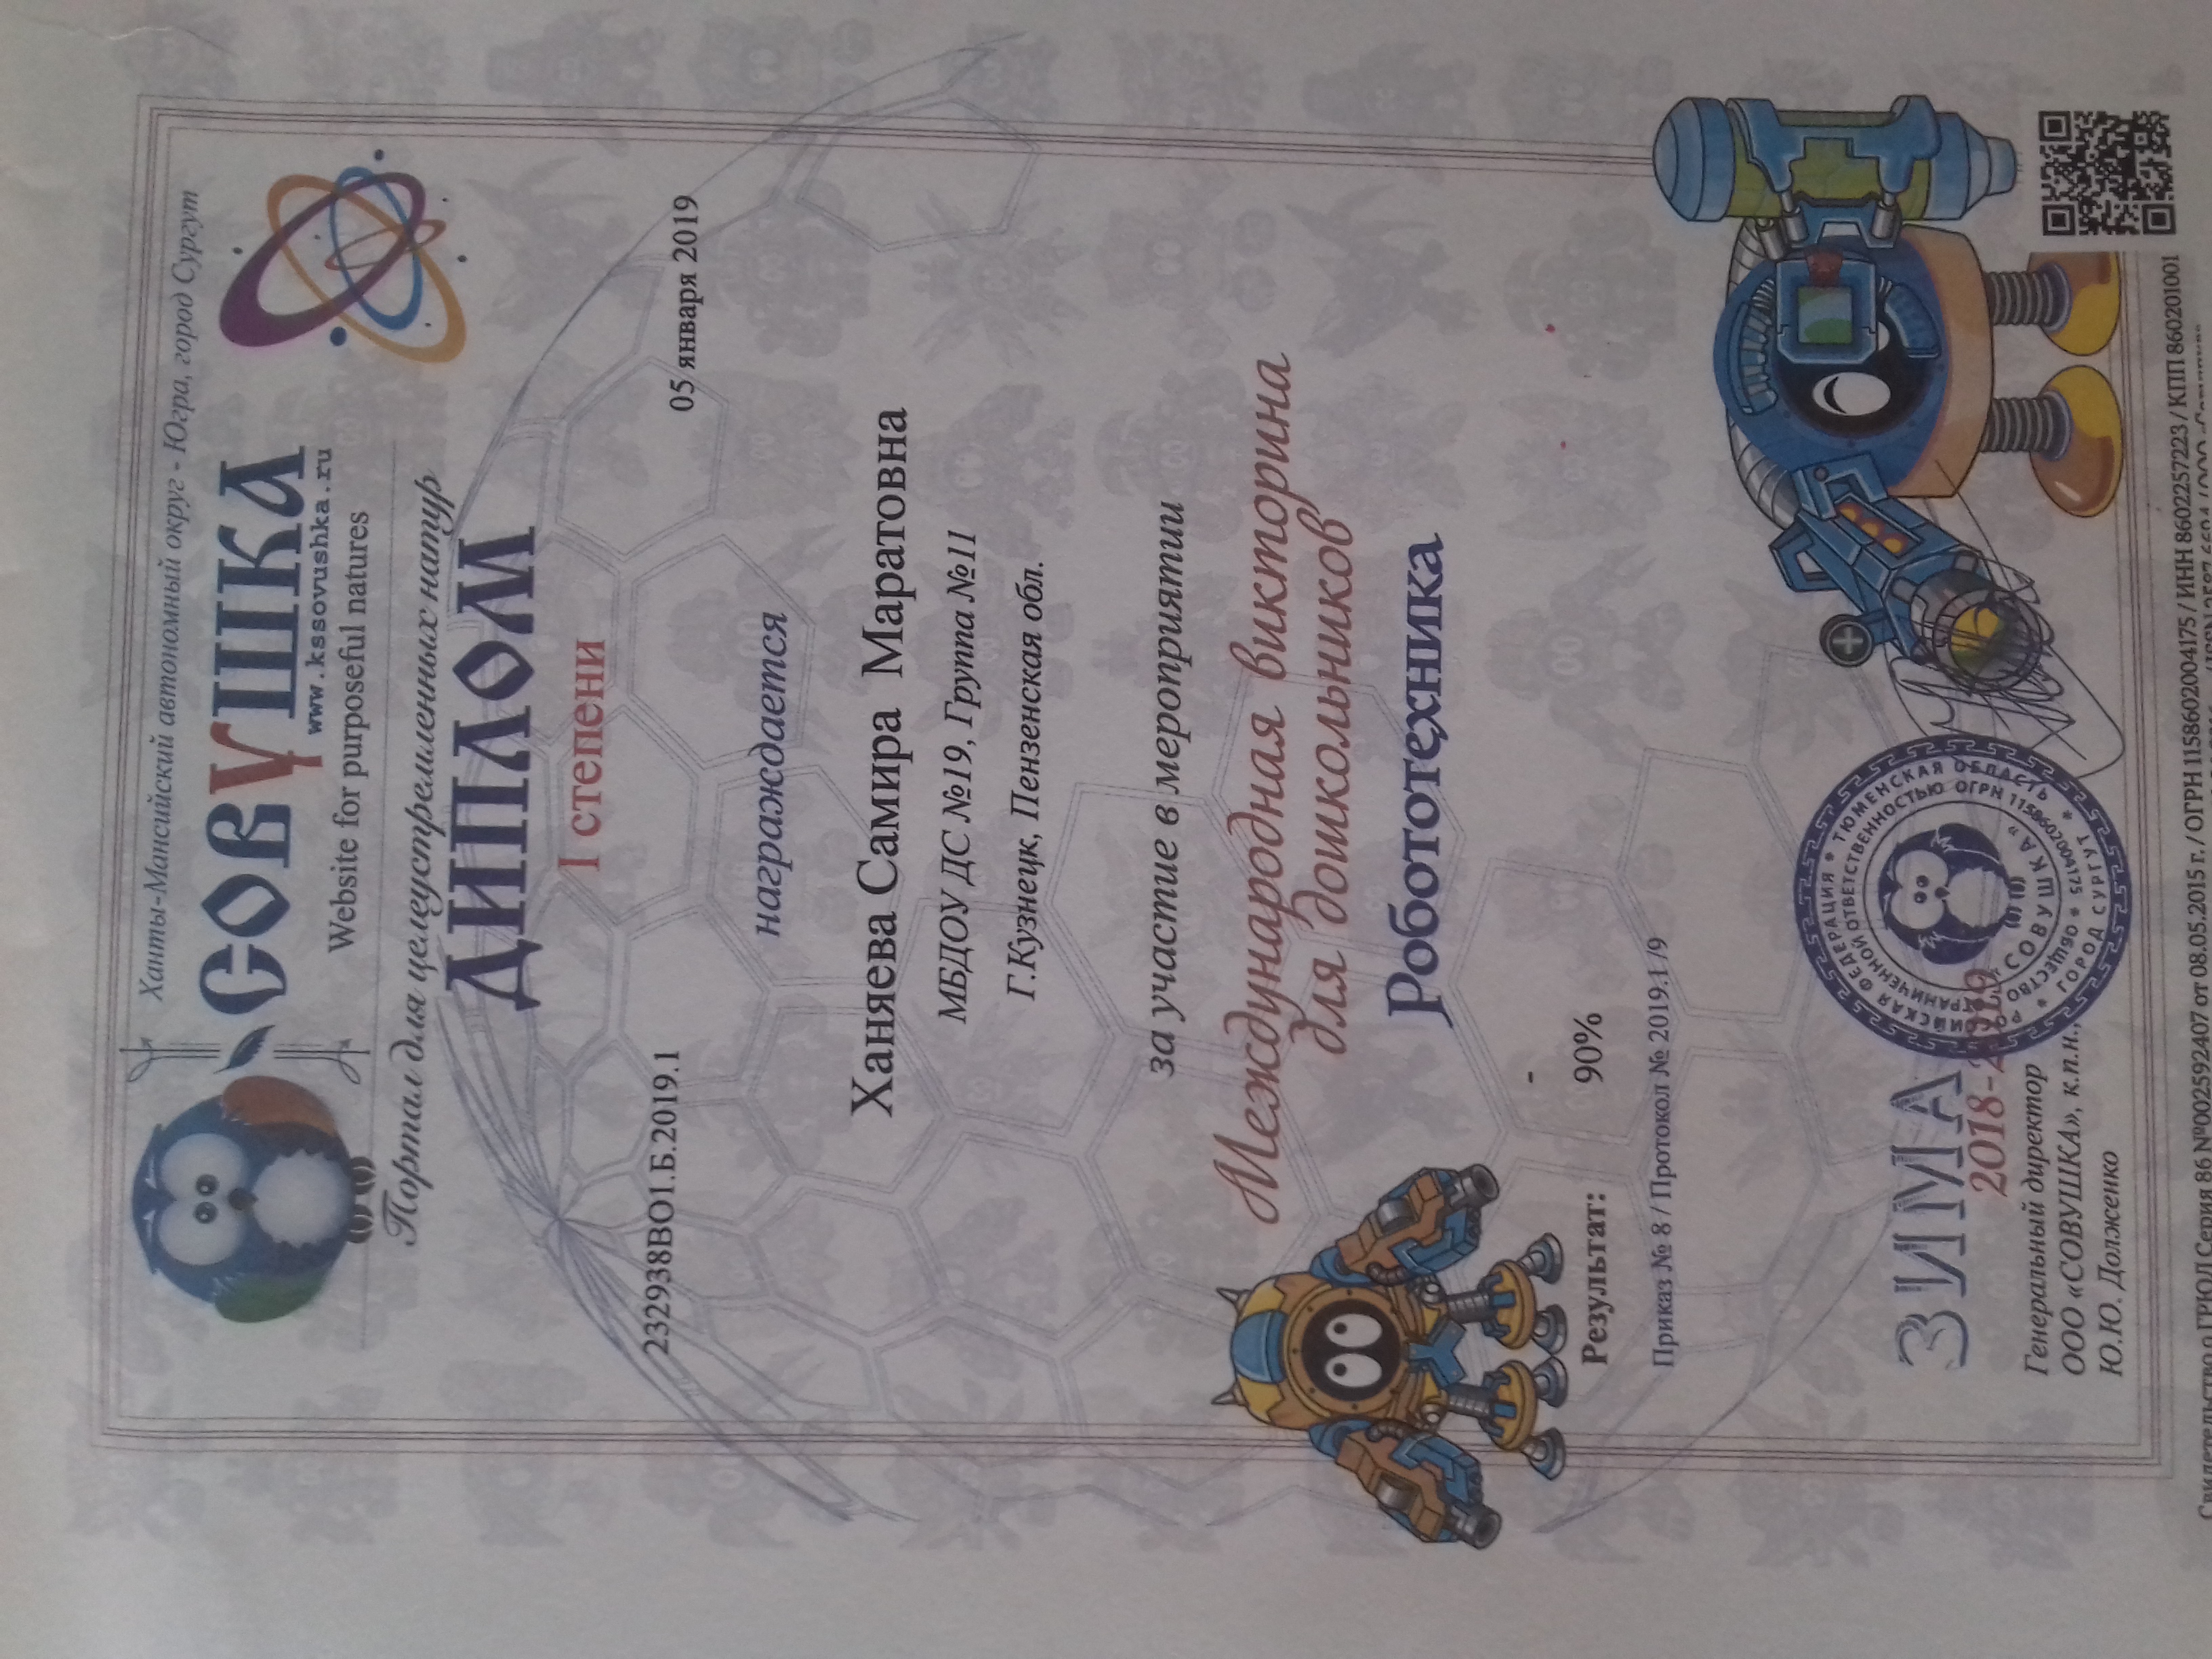 Ханты-Мансийский автономный округ - Югра, город Сургут
СОВУШКА
www.kssovushka.ru
Website for purposeful natures
Портал для целеустремленных натур
ДИПЛОМ
I степени
232938ВО1.Б.2019.1 05 января 2019
награждается
Ханяева Самира Маратовна
МБДОУ ДС №19, Группа №11
Г.Кузнецк, Пензенская обл.
за участие в мероприятии
Международная викторина
для дошкольников
Робототехника
-
Результат: 90%
Приказ № 8 / Протокол № 2019.1 /9
ЗИМА
2018-2019
Генеральный директор
ООО «СОВУШКА», к.п.н.,
Ю.Ю. Долженко
РОССИЙСКАЯ ФЕДЕРАЦИЯ * ТЮМЕНСКАЯ ОБЛАСТЬ * ГОРОД СУРГУТ *
ОБЩЕСТВО С ОГРАНИЧЕННОЙ ОТВЕТСТВЕННОСТЬЮ ОГРН 1158602004175
«СОВУШКА»
Свидетельство о ГПЮЛ Серия 86 №002592407 от 08.05.2015 г. / ОГРН 1158602004175 / ИНН 8602257223 / КПП 860201001